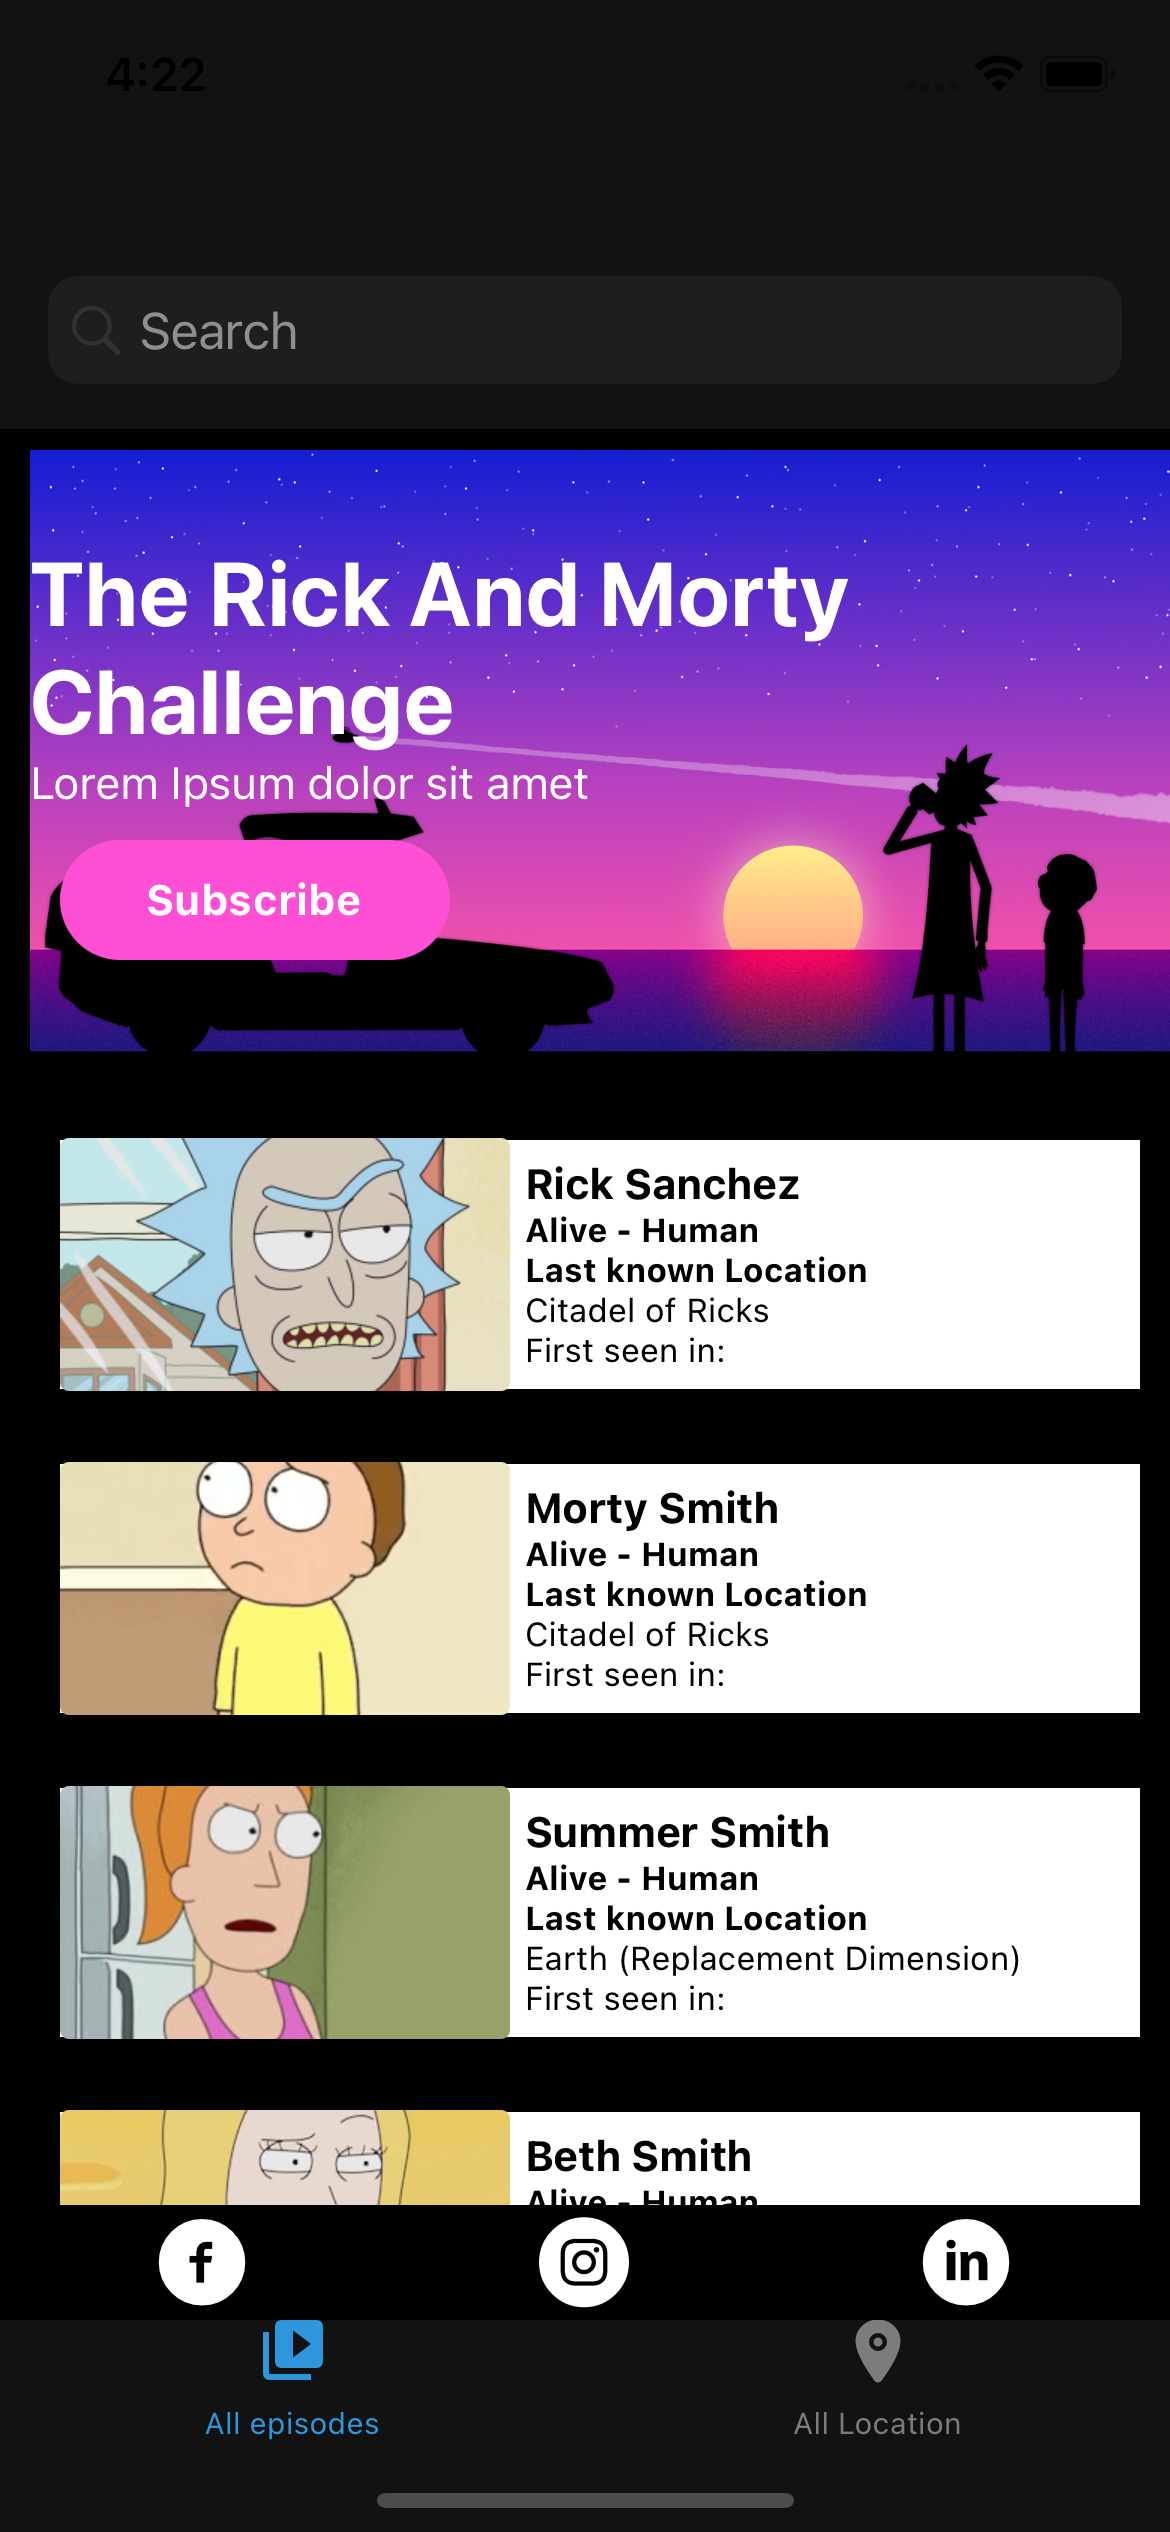 4:22
Search
The Rick And Morty
Challenge
Lorem Ipsum dolor sit amet
Subscribe
Rick Sanchez
Alive - Human
Last known Location
Citadel of Ricks
First seen in:
Morty Smith
Alive - Human
Last known Location
Citadel of Ricks
First seen in:
Summer Smith
Alive - Human
Last known Location
Earth (Replacement Dimension)
First seen in:
Beth Smith
Alive - Human
f
in
All episodes
All Location